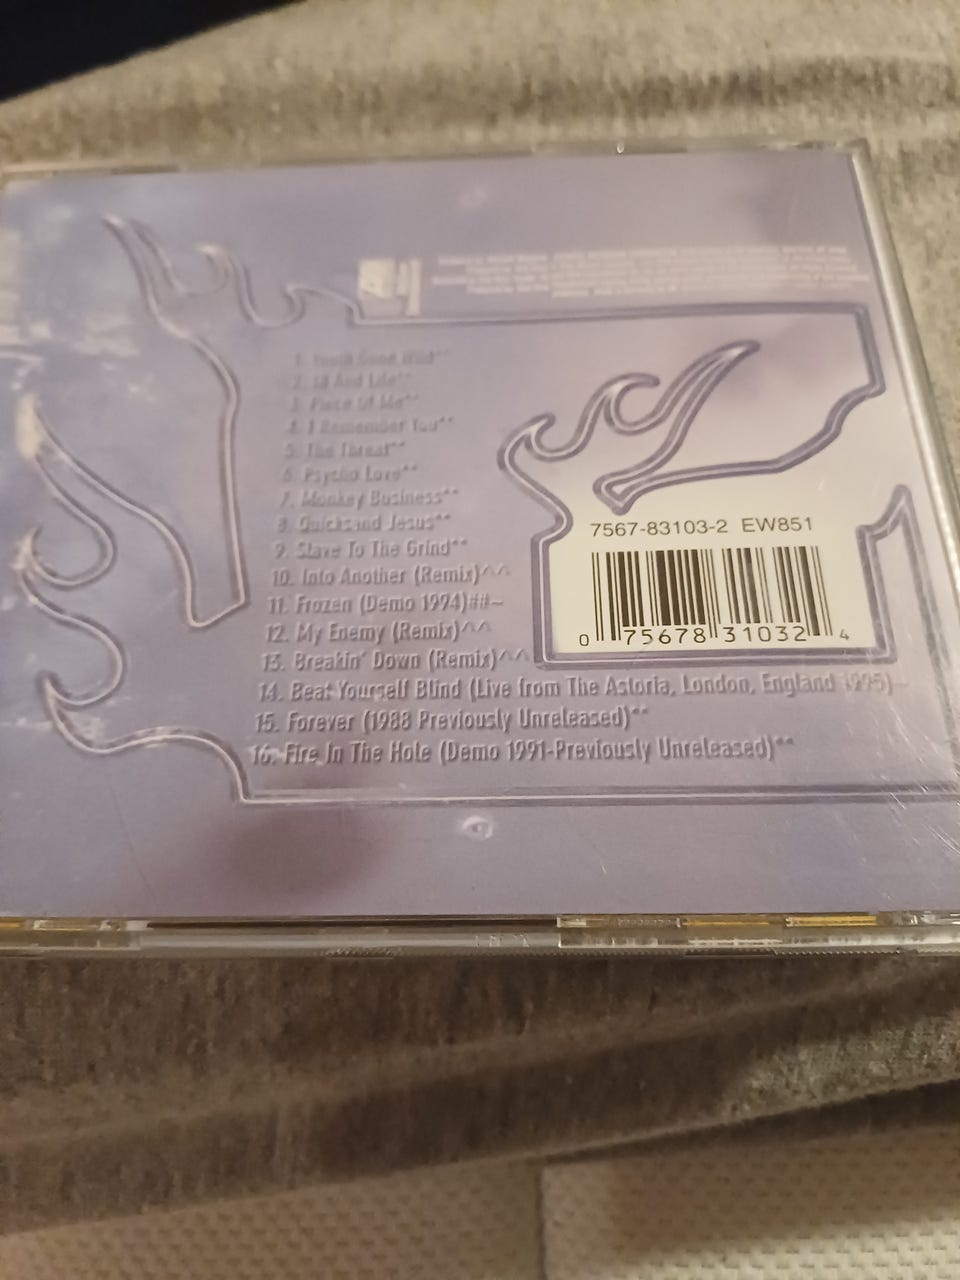 1. Youth Gone Wild**
2. 18 And Life**
3. Piece Of Me**
4. I Remember You**
5. The Threat**
6. Psycho Love**
7. Monkey Business**
8. Quicksand Jesus**
9. Slave To The Grind**
10. Into Another (Remix)^^
11. Frozen (Demo 1994)##~
12. My Enemy (Remix)^^
13. Breakin' Down (Remix)^^
14. Beat Yourself Blind (Live from The Astoria, London, England 1995)~
15. Forever (1988 Previously Unreleased)**
16. Fire In The Hole (Demo 1991-Previously Unreleased)**
7567-83103-2 EW851
0 75678 31032 4